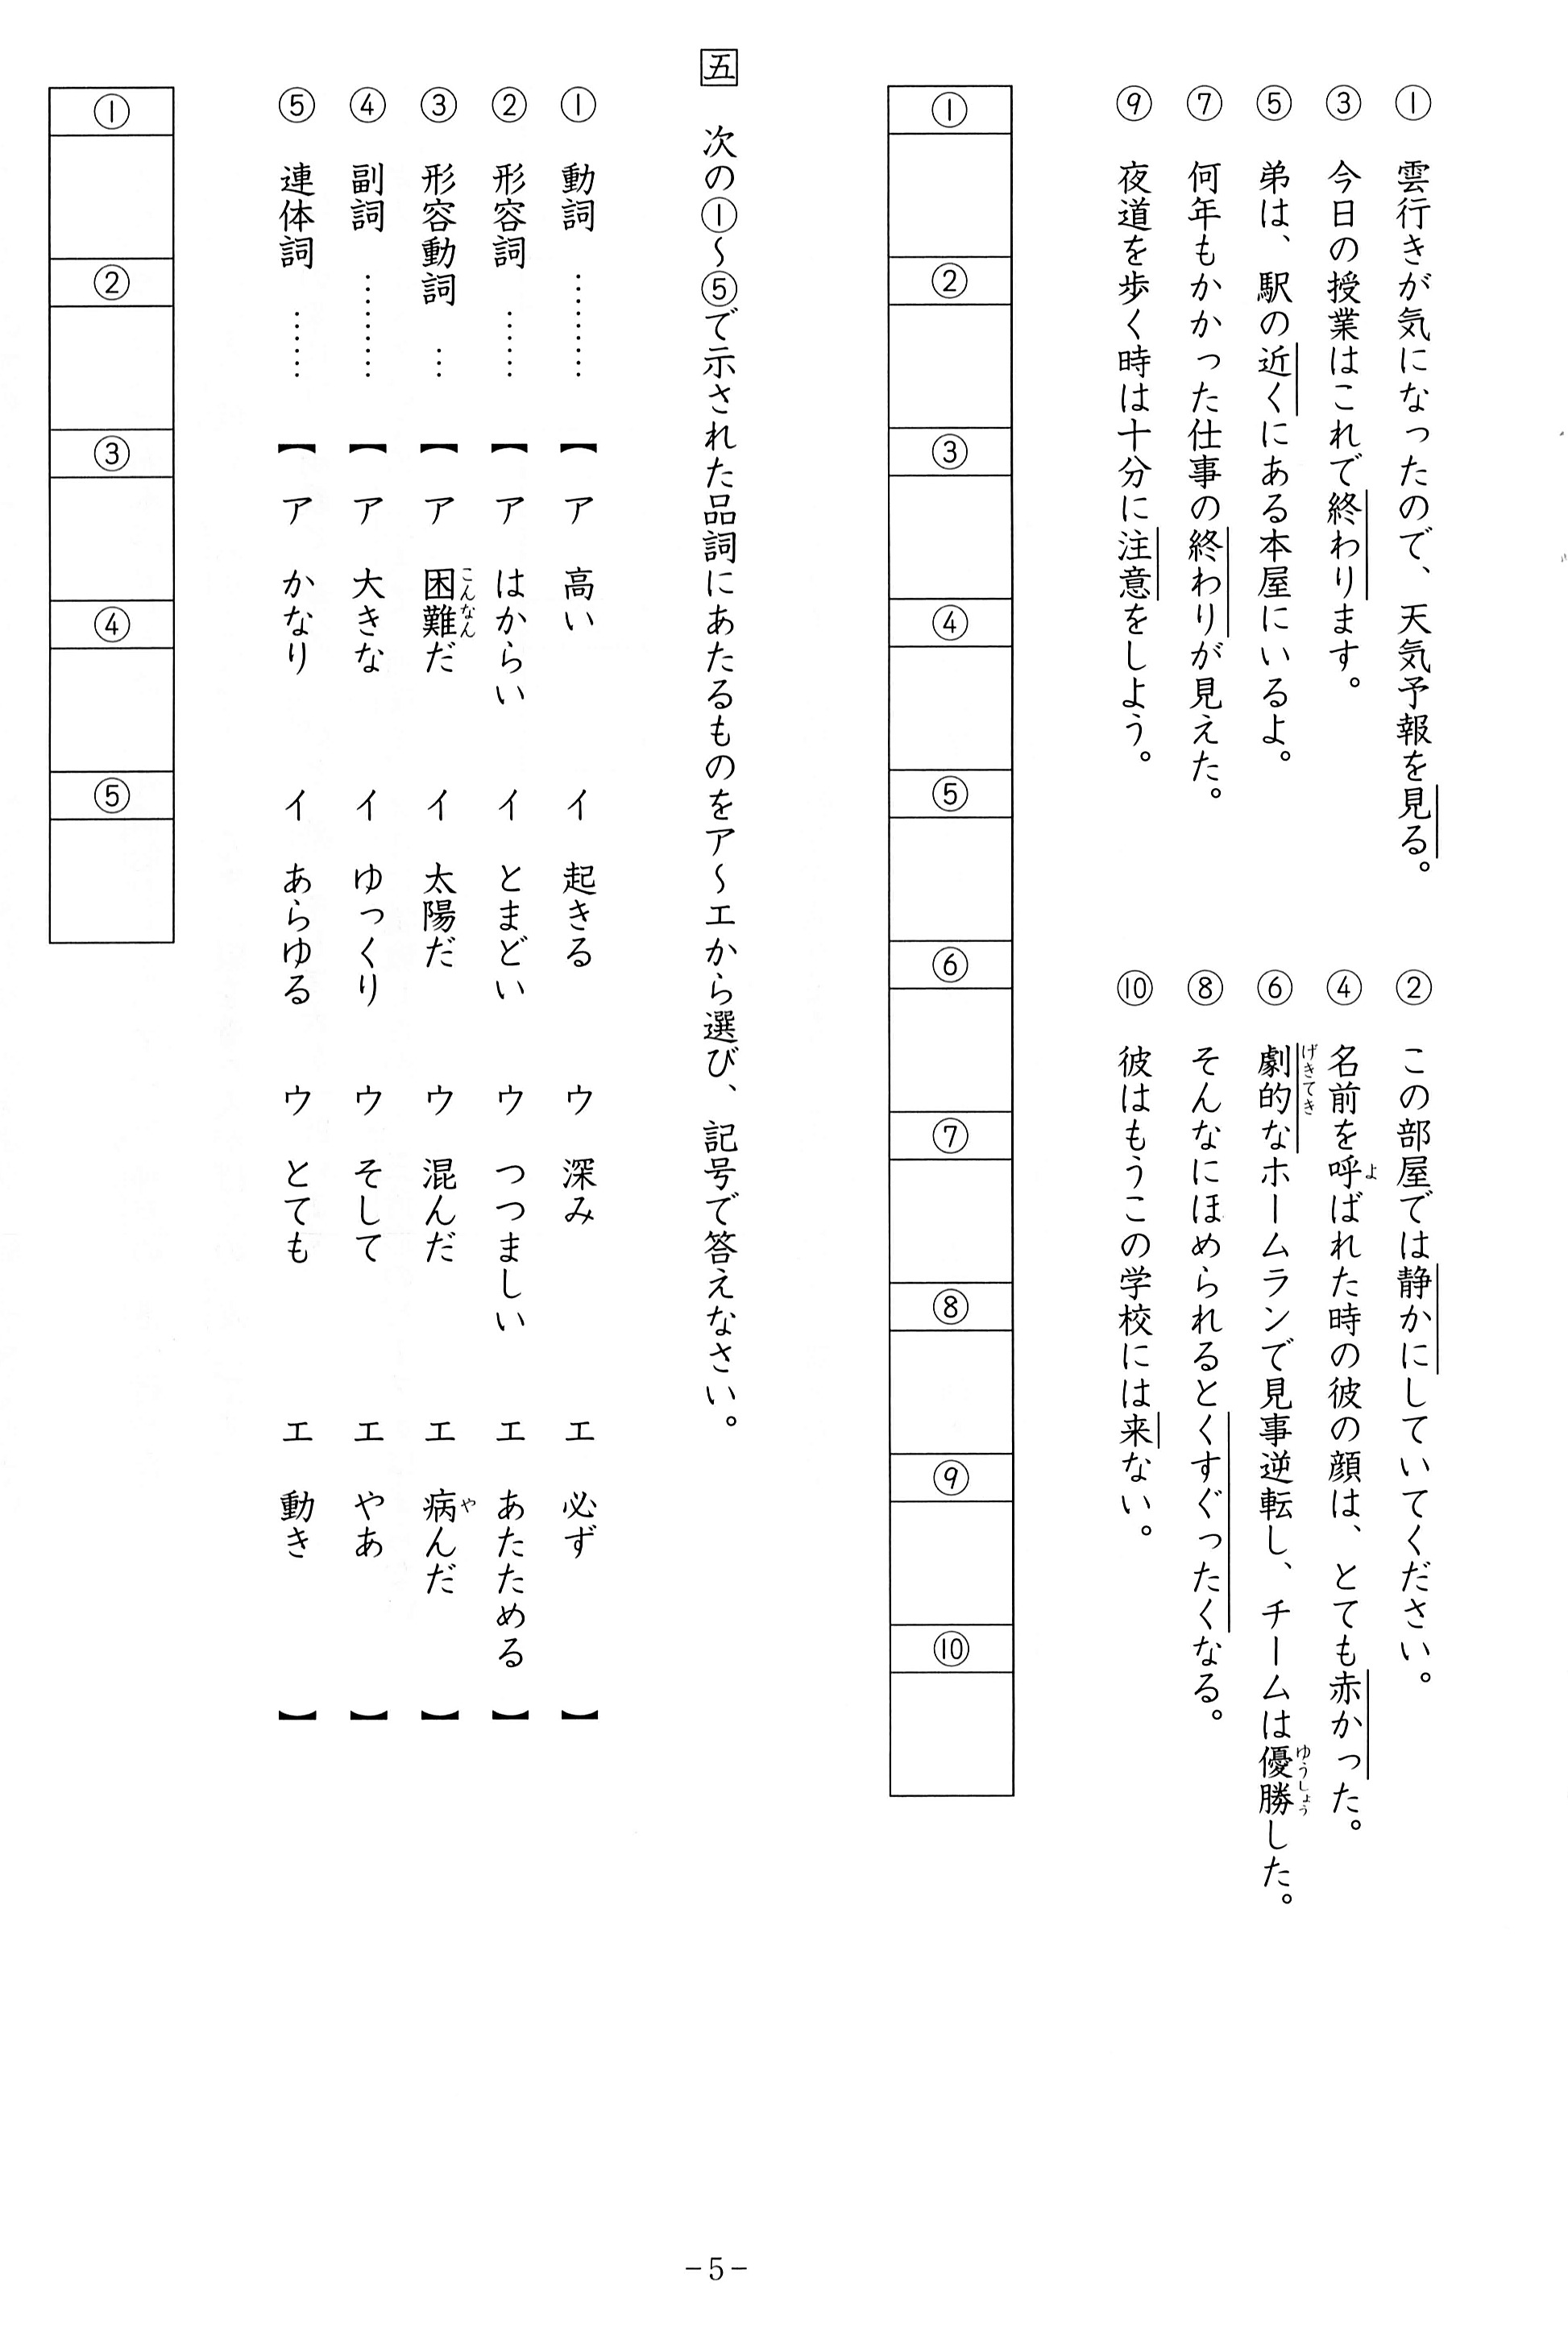 ① 雲行きが気になったので、天気予報を見る。
② この部屋では静かにしていてください。
③ 今日の授業はこれで終わります。
④ 名前を呼ばれた時の彼の顔は、とても赤かった。
よ
⑤ 弟は、駅の近くにある本屋にいるよ。
⑥ 劇的なホームランで見事逆転し、チームは優勝した。
げきてき
ゆうしょう
⑦ 何年もかかった仕事の終わりが見えた。
⑧ そんなにほめられるとくすぐったくなる。
⑨ 夜道を歩く時は十分に注意をしよう。
⑩ 彼はもうこの学校には来ない。
① ② ③ ④ ⑤ ⑥ ⑦ ⑧ ⑨ ⑩
五 次の①～⑤で示された品詞にあたるものをア～エから選び、記号で答えなさい。
① 動詞 ………【ア 高い イ 起きる ウ 深み エ 必ず】
② 形容詞 ……【ア はからい イ とまどい ウ つつましい エ あたためる】
③ 形容動詞 …【ア 困難だ イ 太陽だ ウ 混んだ エ 病んだ】
こんなん
や
④ 副詞 ………【ア 大きな イ ゆっくり ウ そして エ やあ】
⑤ 連体詞 ……【ア かなり イ あらゆる ウ とても エ 動き】
① ② ③ ④ ⑤
-5-